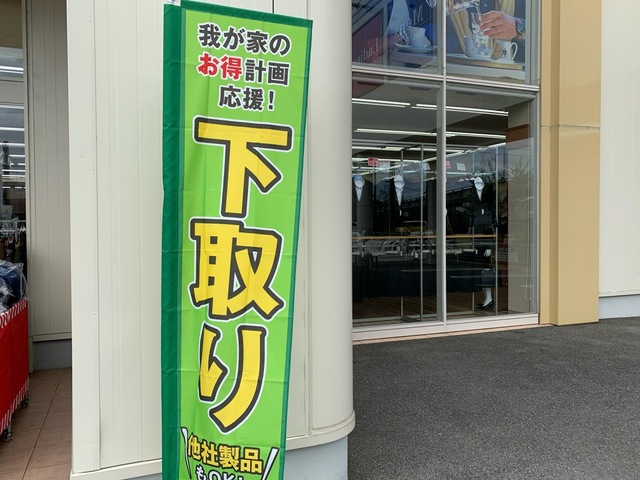 我が家の
お得計画
応援!
下取り
他社製品
もOK!